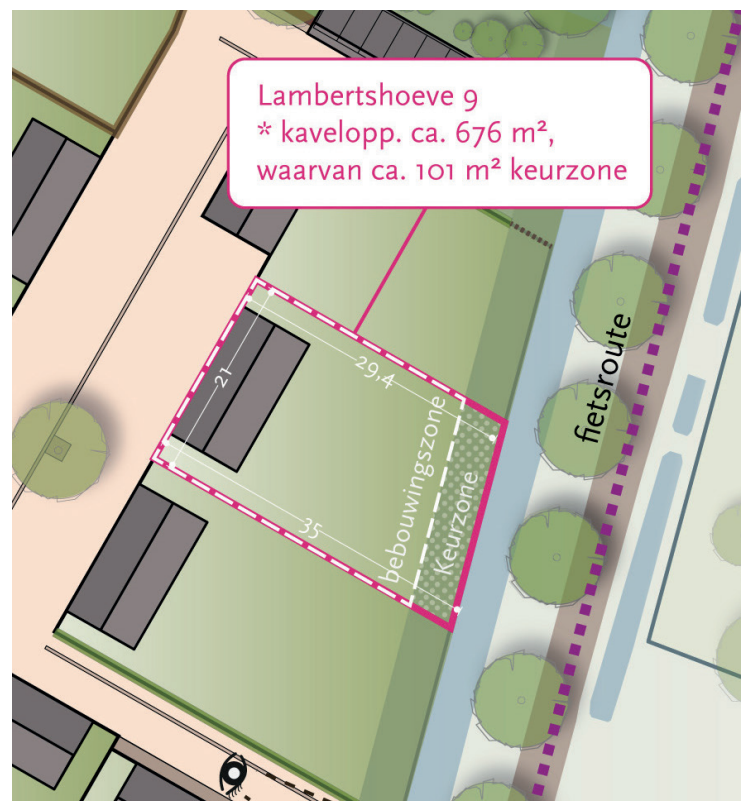 Lambertshoeve 9
* kavelopp. ca. 676 m²,
waarvan ca. 101 m² keurzone
29,4
21
35
bebouwingszone
Keurzone
fietsroute